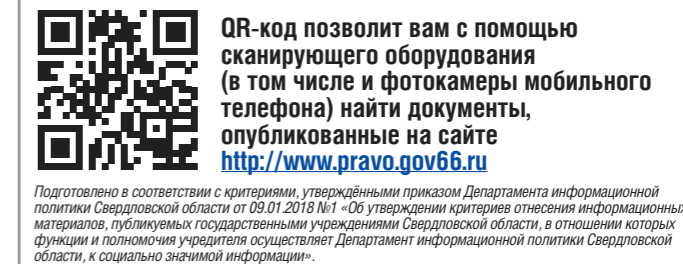 QR-код позволит вам с помощью
сканирующего оборудования
(в том числе и фотокамеры мобильного
телефона) найти документы,
опубликованные на сайте
http://www.pravo.gov66.ru
Подготовлено в соответствии с критериями, утверждёнными приказом Департамента информационной
политики Свердловской области от 09.01.2018 №1 «Об утверждении критериев отнесения информационных
материалов, публикуемых государственными учреждениями Свердловской области, в отношении которых
функции и полномочия учредителя осуществляет Департамент информационной политики Свердловской
области, к социально значимой информации».